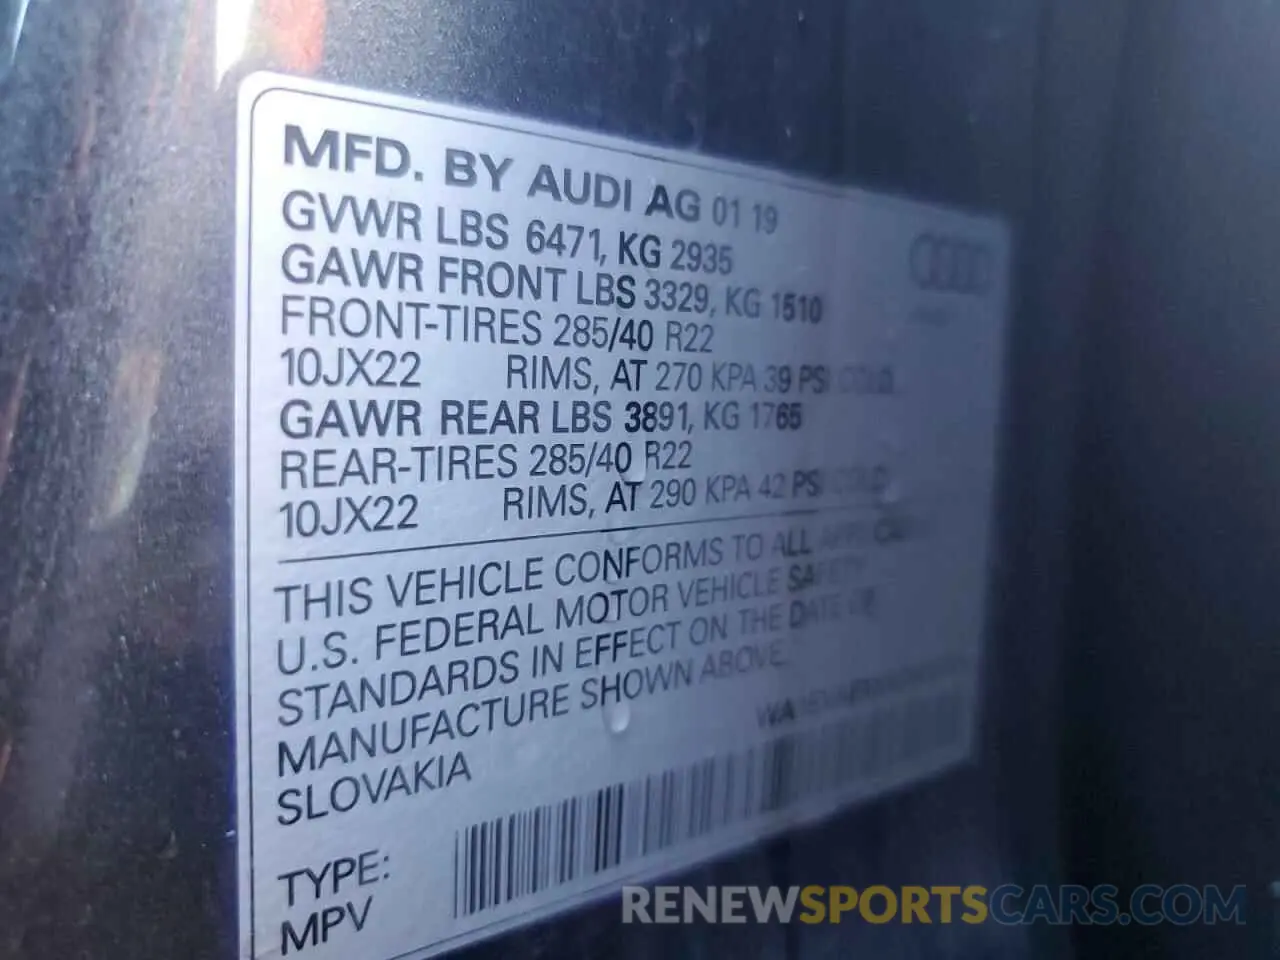 MFD. BY AUDI AG 01 19
GVWR LBS 6471, KG 2935
GAWR FRONT LBS 3329, KG 1510
FRONT-TIRES 285/40 R22
10JX22 RIMS, AT 270 KPA 39 PSI COLD
GAWR REAR LBS 3891, KG 1765
REAR-TIRES 285/40 R22
10JX22 RIMS, AT 290 KPA 42 PSI COLD
THIS VEHICLE CONFORMS TO ALL APPLICABLE
U.S. FEDERAL MOTOR VEHICLE SAFETY
STANDARDS IN EFFECT ON THE DATE OF
MANUFACTURE SHOWN ABOVE.
SLOVAKIA
TYPE:
MPV
RENEWSPORTSCARS.COM